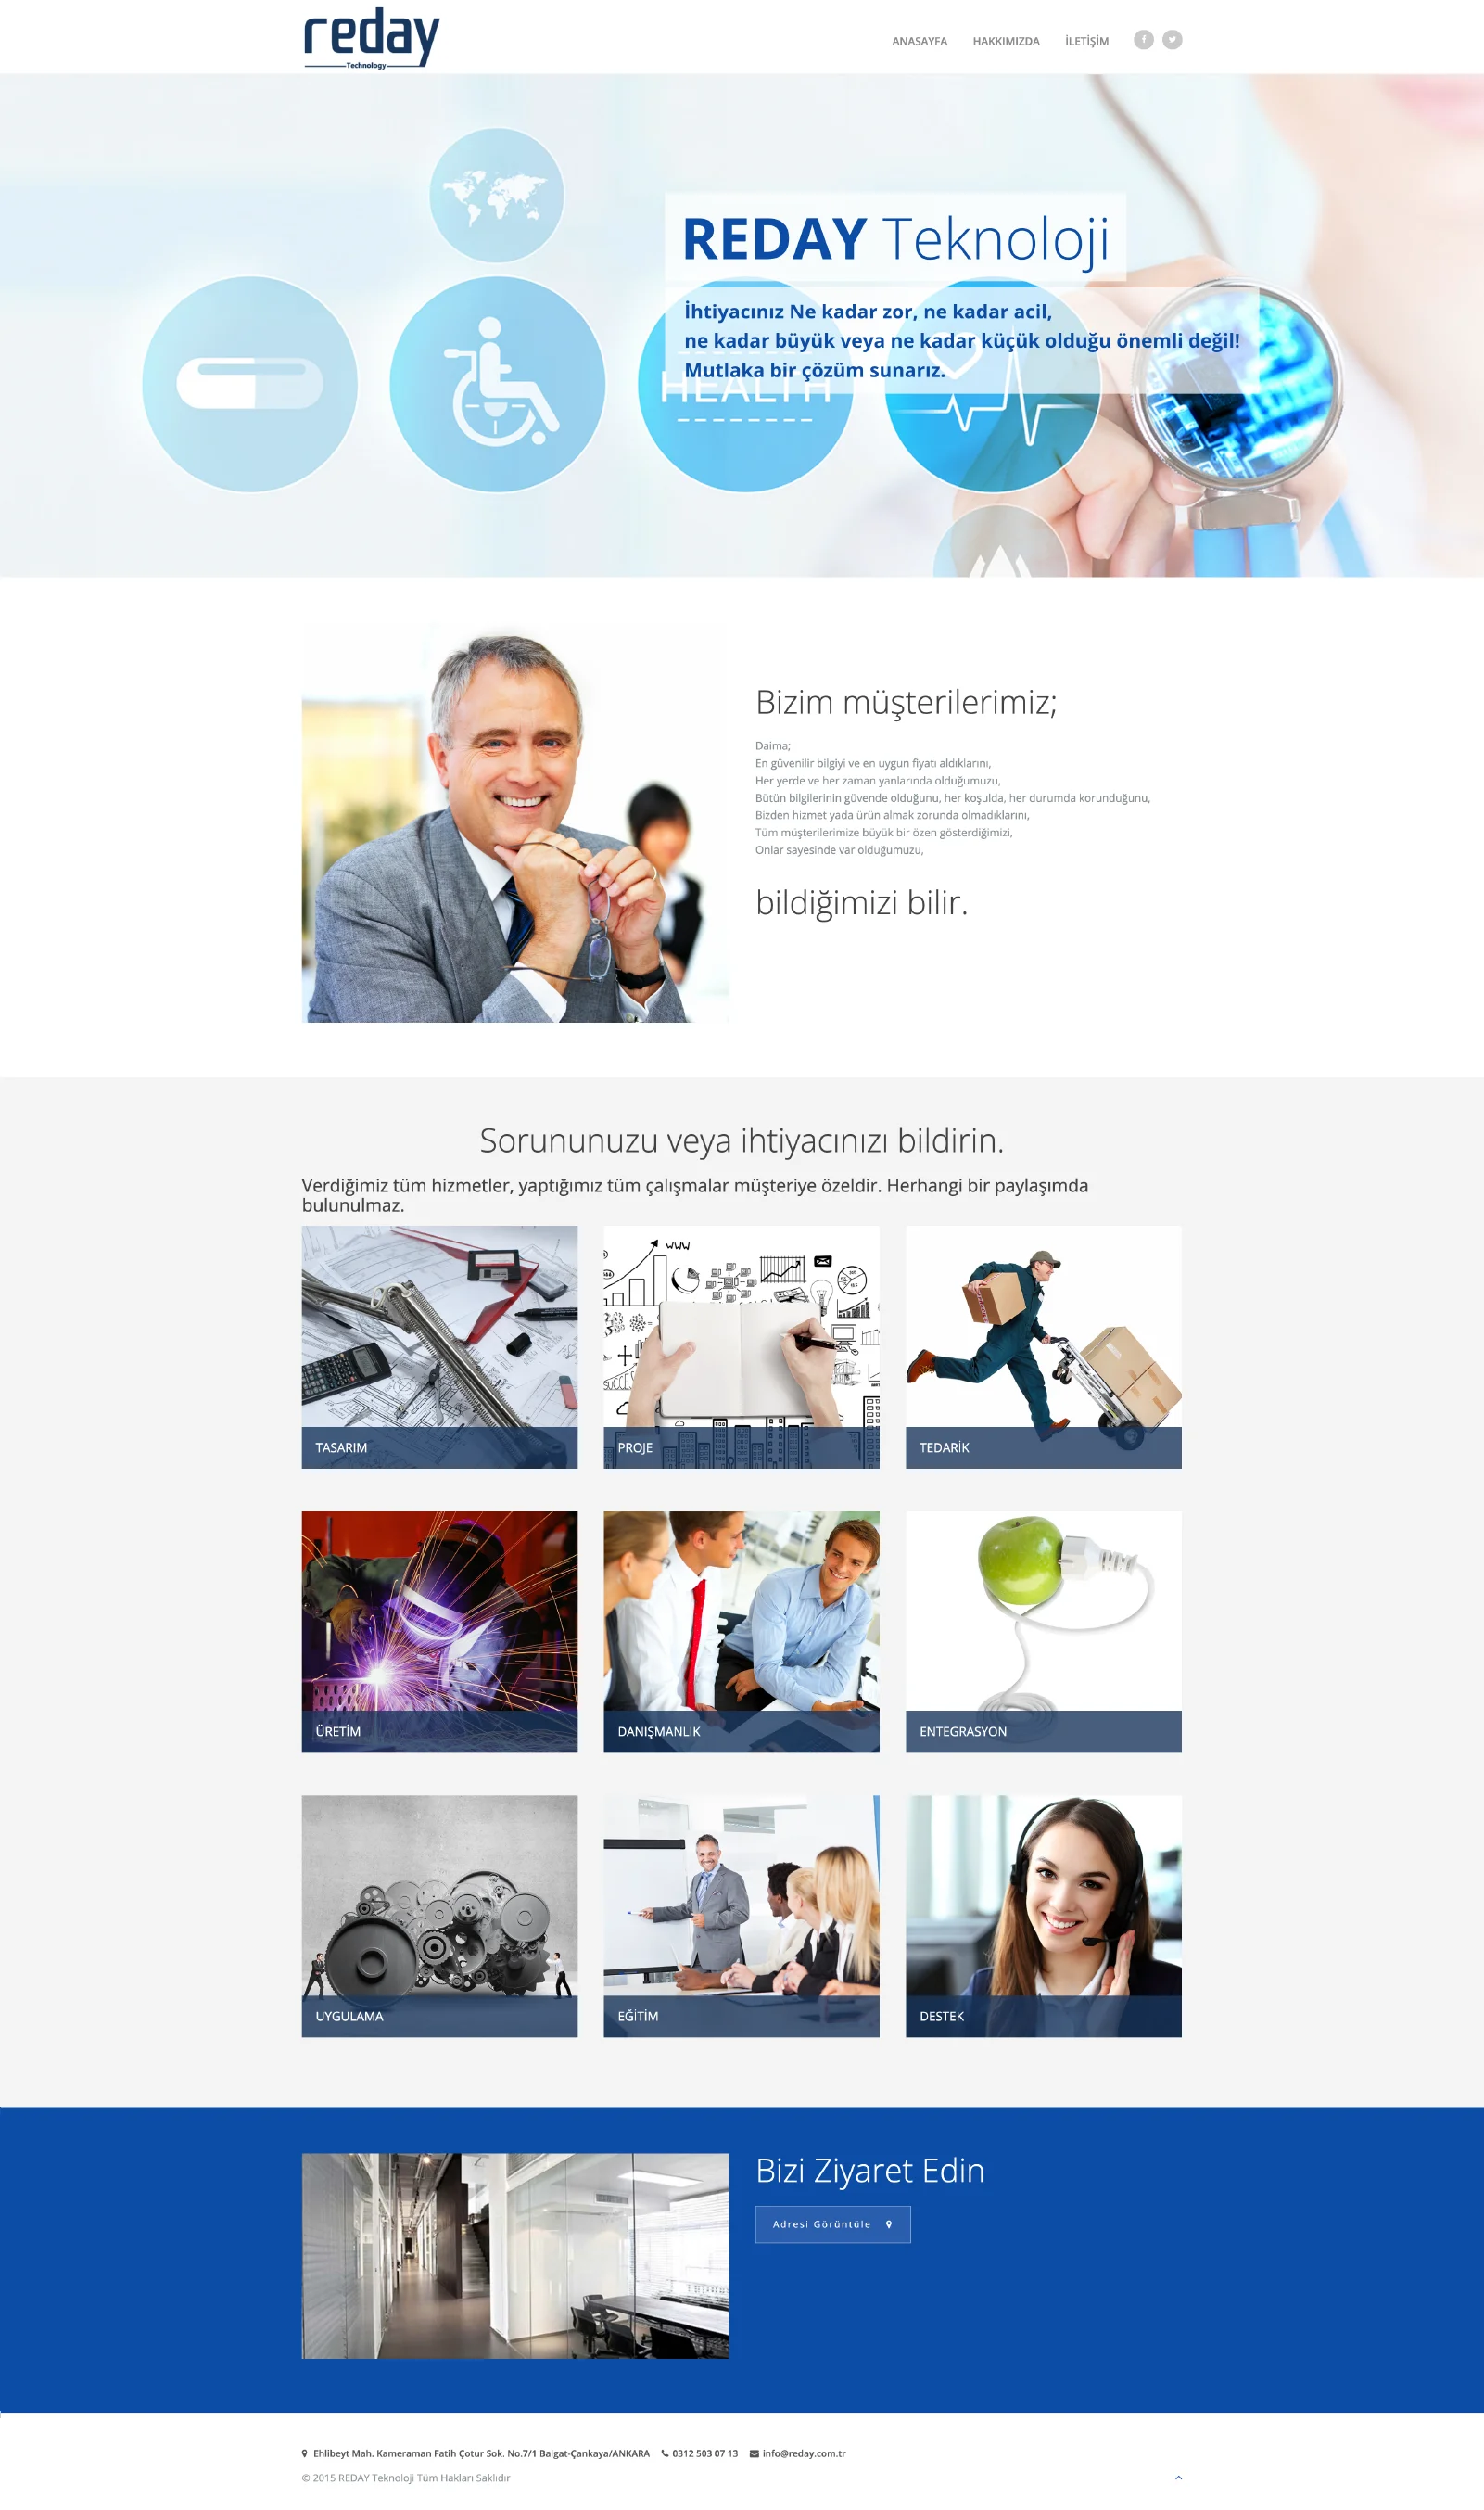 reday
Technology
ANASAYFA
HAKKIMIZDA
İLETİŞİM
REDAY Teknoloji
İhtiyacınız Ne kadar zor, ne kadar acil,
ne kadar büyük veya ne kadar küçük olduğu önemli değil!
Mutlaka bir çözüm sunarız.
HEALTH
Bizim müşterilerimiz;
Daima;
En güvenilir bilgiyi ve en uygun fiyatı aldıklarını,
Her yerde ve her zaman yanlarında olduğumuzu,
Bütün bilgilerinin güvende olduğunu, her koşulda, her durumda korunduğunu,
Bizden hizmet yada ürün almak zorunda olmadıklarını,
Tüm müşterilerimize büyük bir özen gösterdiğimizi,
Onlar sayesinde var olduğumuzu,
bildiğimizi bilir.
Sorununuzu veya ihtiyacınızı bildirin.
Verdiğimiz tüm hizmetler, yaptığımız tüm çalışmalar müşteriye özeldir. Herhangi bir paylaşımda
bulunulmaz.
WWW
TASARIM
PROJE
TEDARİK
ÜRETİM
DANIŞMANLIK
ENTEGRASYON
UYGULAMA
EĞİTİM
DESTEK
Bizi Ziyaret Edin
Adresi Görüntüle
Ehlibeyt Mah. Kameraman Fatih Çotur Sok. No.7/1 Balgat-Çankaya/ANKARA 0312 503 07 13 info@reday.com.tr
© 2015 REDAY Teknoloji Tüm Hakları Saklıdır